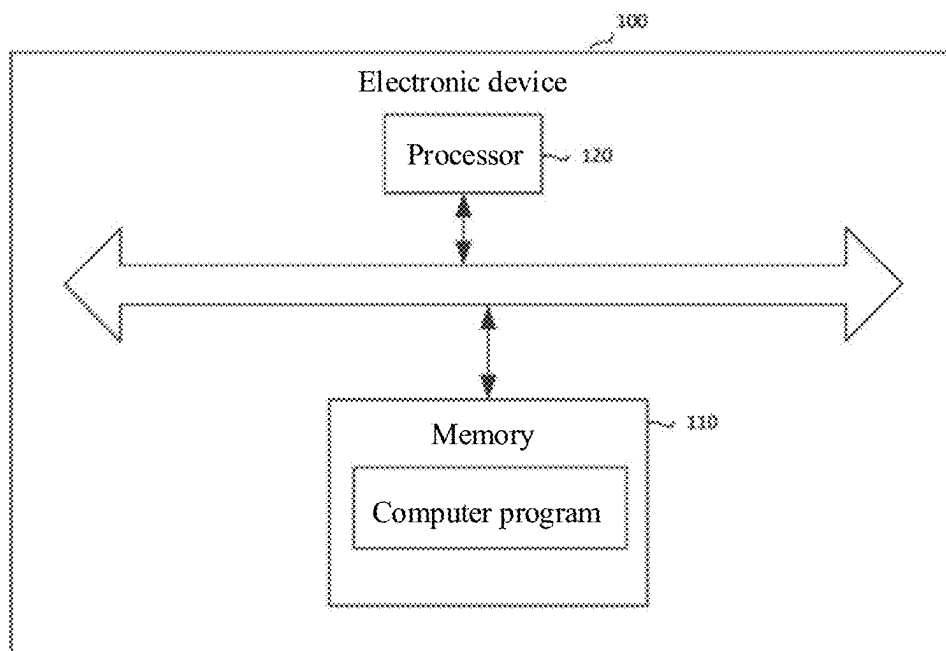 100
Electronic device
Processor
120
Memory
110
Computer program